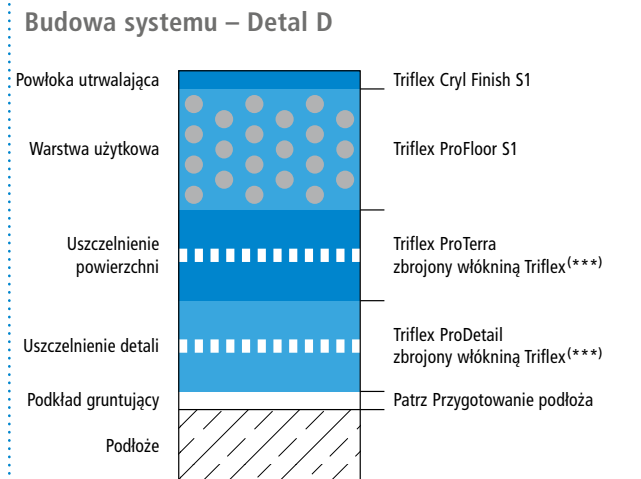 Budowa systemu – Detal D
Powłoka utrwalająca
Triflex Cryl Finish S1
Warstwa użytkowa
Triflex ProFloor S1
Uszczelnienie
powierzchni
Triflex ProTerra
zbrojony włókniną Triflex(***)
Uszczelnienie detali
Triflex ProDetail
zbrojony włókniną Triflex(***)
Podkład gruntujący
Patrz Przygotowanie podłoża
Podłoże